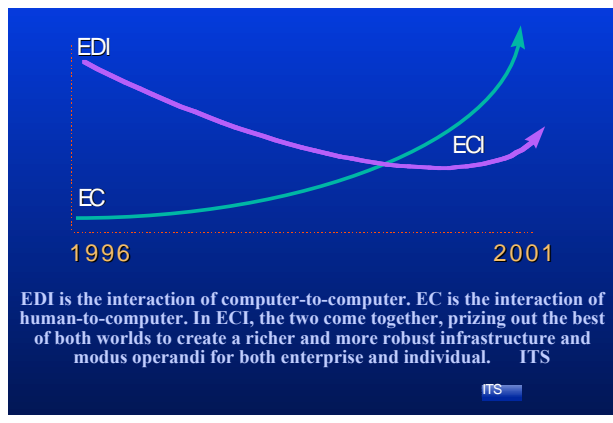 EDI
ECI
EC
1996 2001
EDI is the interaction of computer-to-computer. EC is the interaction of
human-to-computer. In ECI, the two come together, prizing out the best
of both worlds to create a richer and more robust infrastructure and
modus operandi for both enterprise and individual. ITS
ITS